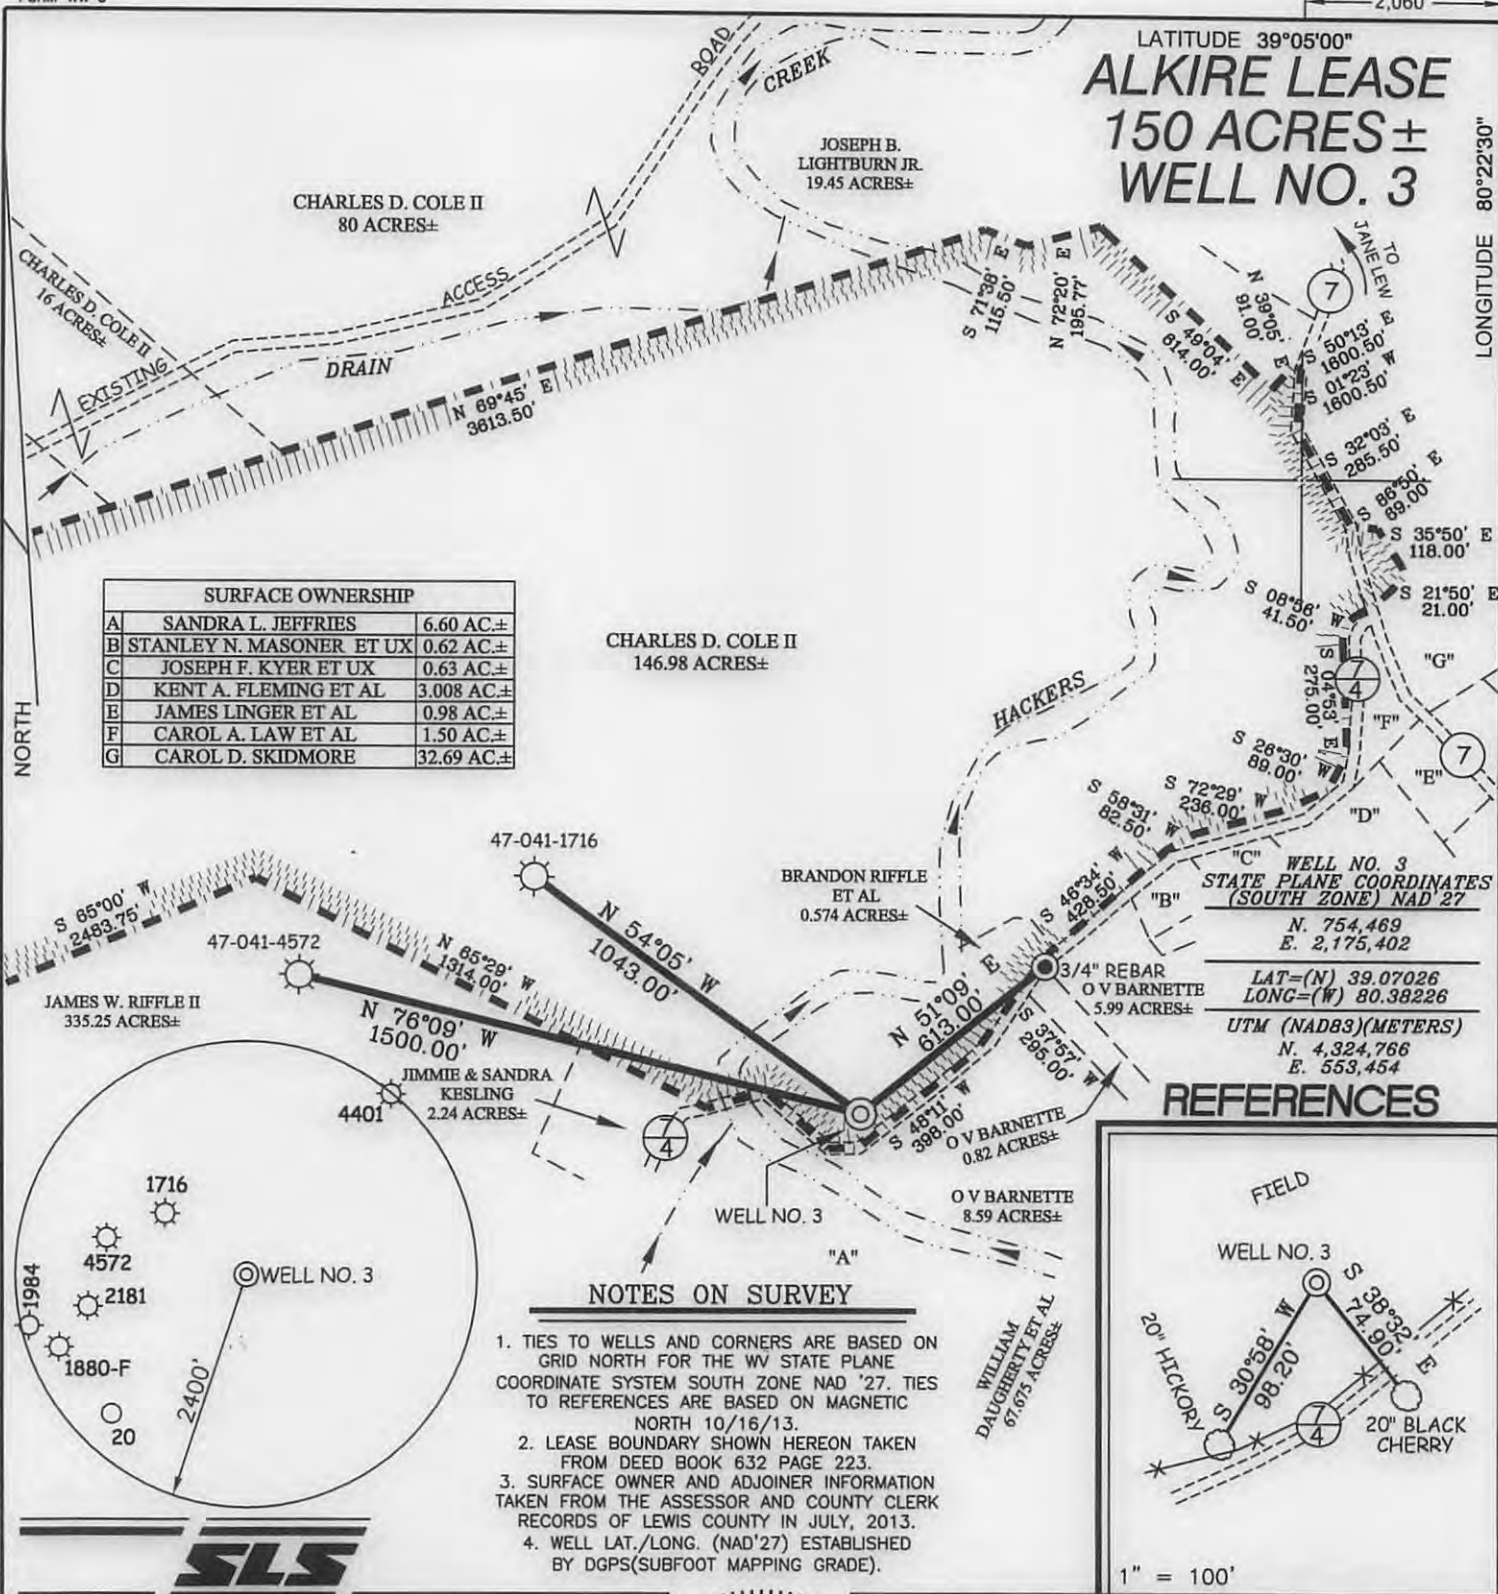 2,060
LATITUDE 39°05'00"
ALKIRE LEASE
150 ACRES±
WELL NO. 3
LONGITUDE 80°22'30"
ROAD
CREEK
JOSEPH B.
LIGHTBURN JR.
19.45 ACRES±
CHARLES D. COLE II
80 ACRES±
CHARLES D. COLE II
16 ACRES±
EXISTING
ACCESS
DRAIN
TO
JANE LEW
7
N 69°45' E
3613.50'
S 71°38' E
115.50'
N 72°20' E
195.77'
S 49°04' E
814.00'
N 39°05' E
91.00'
S 50°13' E
1600.50'
S 01°23' W
1600.50'
S 32°03' E
285.50'
S 86°50' E
69.00'
S 35°50' E
118.00'
S 21°50' E
21.00'
S 08°56' W
41.50'
S 04°53' E
275.00'
7
4
"G"
"F"
7
"E"
"D"
"C"
"B"
S 26°30' W
89.00'
S 72°29' W
236.00'
S 58°31' W
82.50'
S 46°34' W
428.50'
NORTH
SURFACE OWNERSHIP
A SANDRA L. JEFFRIES 6.60 AC.±
B STANLEY N. MASONER ET UX 0.62 AC.±
C JOSEPH F. KYER ET UX 0.63 AC.±
D KENT A. FLEMING ET AL 3.008 AC.±
E JAMES LINGER ET AL 0.98 AC.±
F CAROL A. LAW ET AL 1.50 AC.±
G CAROL D. SKIDMORE 32.69 AC.±
CHARLES D. COLE II
146.98 ACRES±
HACKERS
47-041-1716
N 54°05' W
1043.00'
BRANDON RIFFLE
ET AL
0.574 ACRES±
S 65°00' W
2483.75'
47-041-4572
N 65°29' W
1314.00'
N 76°09' W
1500.00'
JAMES W. RIFFLE II
335.25 ACRES±
JIMMIE & SANDRA
KESLING
2.24 ACRES±
7
4
N 51°09' E
613.00'
3/4" REBAR
O V BARNETTE
5.99 ACRES±
S 37°57' W
295.00'
S 48°11' W
398.00'
O V BARNETTE
0.82 ACRES±
O V BARNETTE
8.59 ACRES±
WELL NO. 3
"A"
WILLIAM
DAUGHERTY ET AL
67.675 ACRES±
WELL NO. 3
STATE PLANE COORDINATES
(SOUTH ZONE) NAD'27
N. 754,469
E. 2,175,402
LAT=(N) 39.07026
LONG=(W) 80.38226
UTM (NAD83)(METERS)
N. 4,324,766
E. 553,454
4401
1716
4572
2181
1984
1880-F
20
WELL NO. 3
2400'
NOTES ON SURVEY
1. TIES TO WELLS AND CORNERS ARE BASED ON
GRID NORTH FOR THE WV STATE PLANE
COORDINATE SYSTEM SOUTH ZONE NAD '27. TIES
TO REFERENCES ARE BASED ON MAGNETIC
NORTH 10/16/13.
2. LEASE BOUNDARY SHOWN HEREON TAKEN
FROM DEED BOOK 632 PAGE 223.
3. SURFACE OWNER AND ADJOINER INFORMATION
TAKEN FROM THE ASSESSOR AND COUNTY CLERK
RECORDS OF LEWIS COUNTY IN JULY, 2013.
4. WELL LAT./LONG. (NAD'27) ESTABLISHED
BY DGPS(SUBFOOT MAPPING GRADE).
REFERENCES
FIELD
WELL NO. 3
S 38°32' E
74.90'
S 30°58' W
98.20'
20" HICKORY
7
4
20" BLACK
CHERRY
1" = 100'
SLS